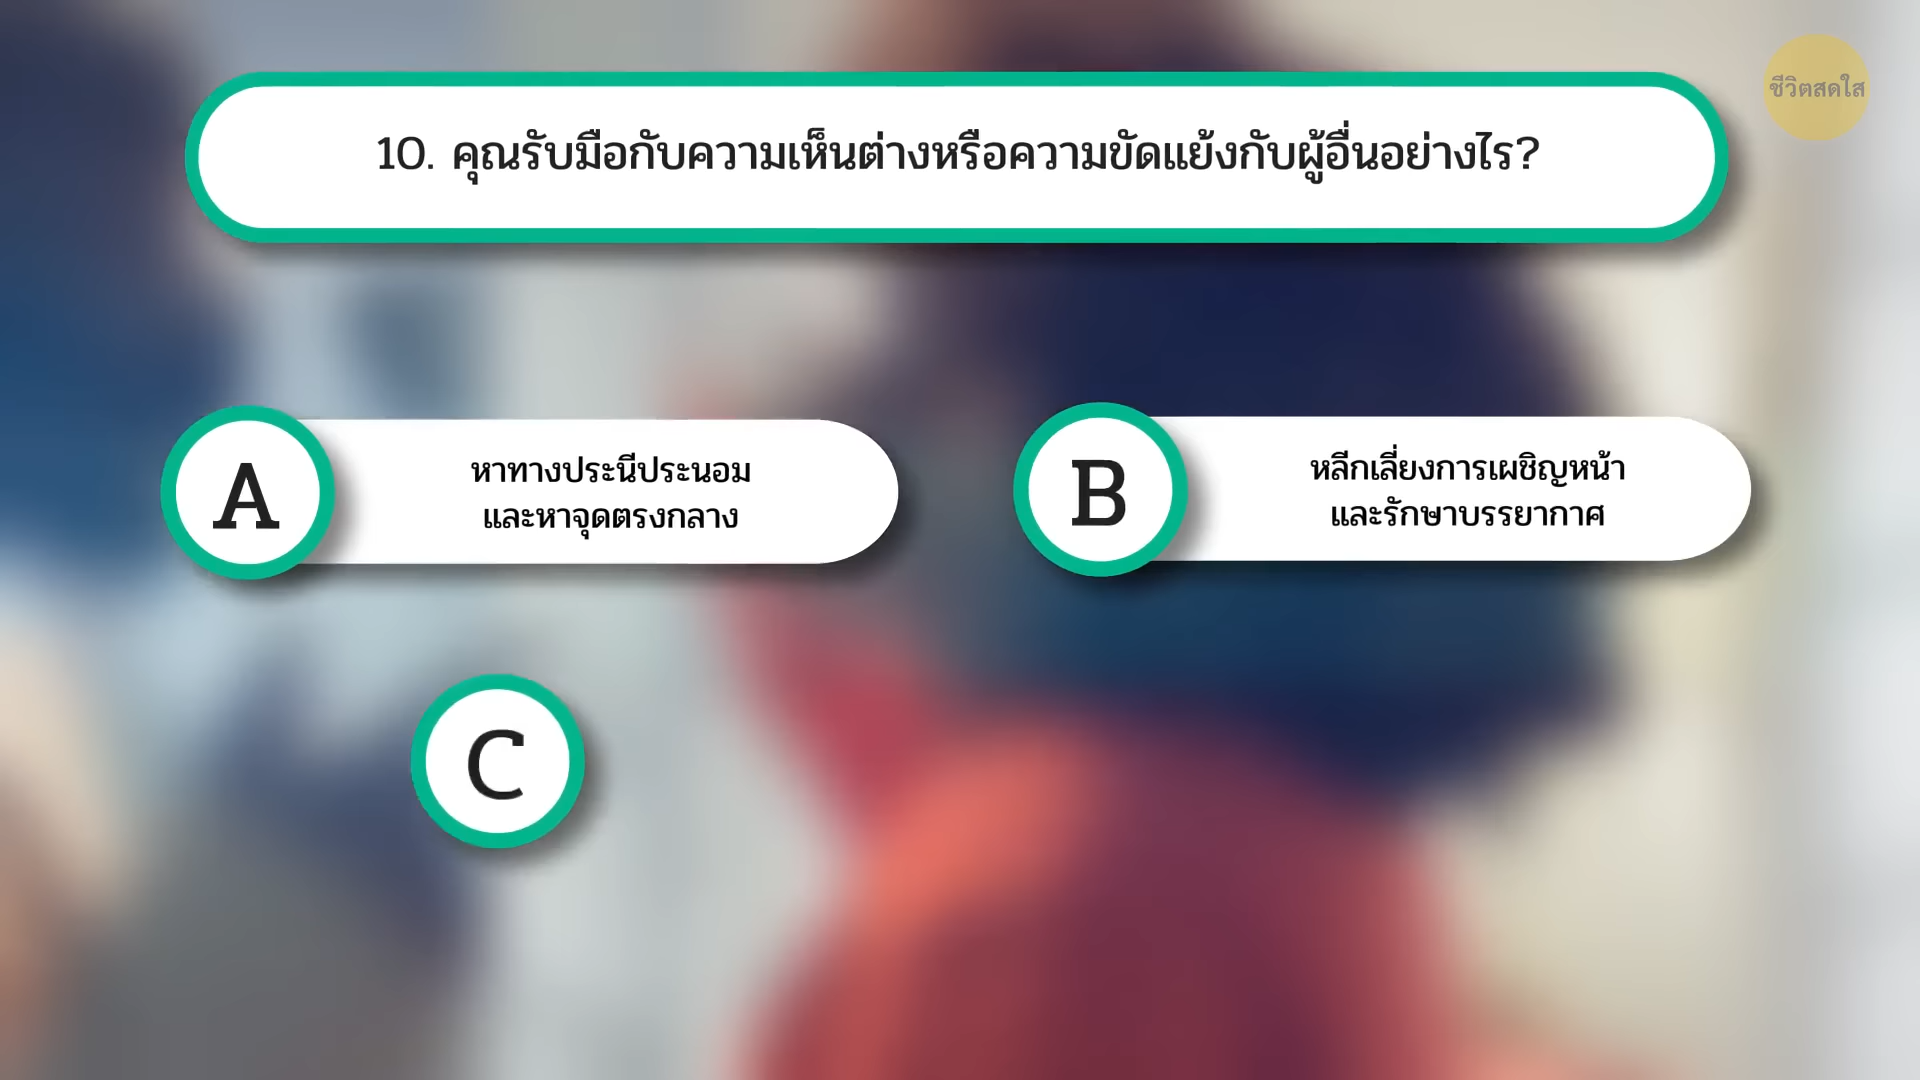 ชีวิตสดใส
10. คุณรับมือกับความเห็นต่างหรือความขัดแย้งกับผู้อื่นอย่างไร?
A
หาทางประนีประนอม
และหาจุดตรงกลาง
B
หลีกเลี่ยงการเผชิญหน้า
และรักษาบรรยากาศ
C